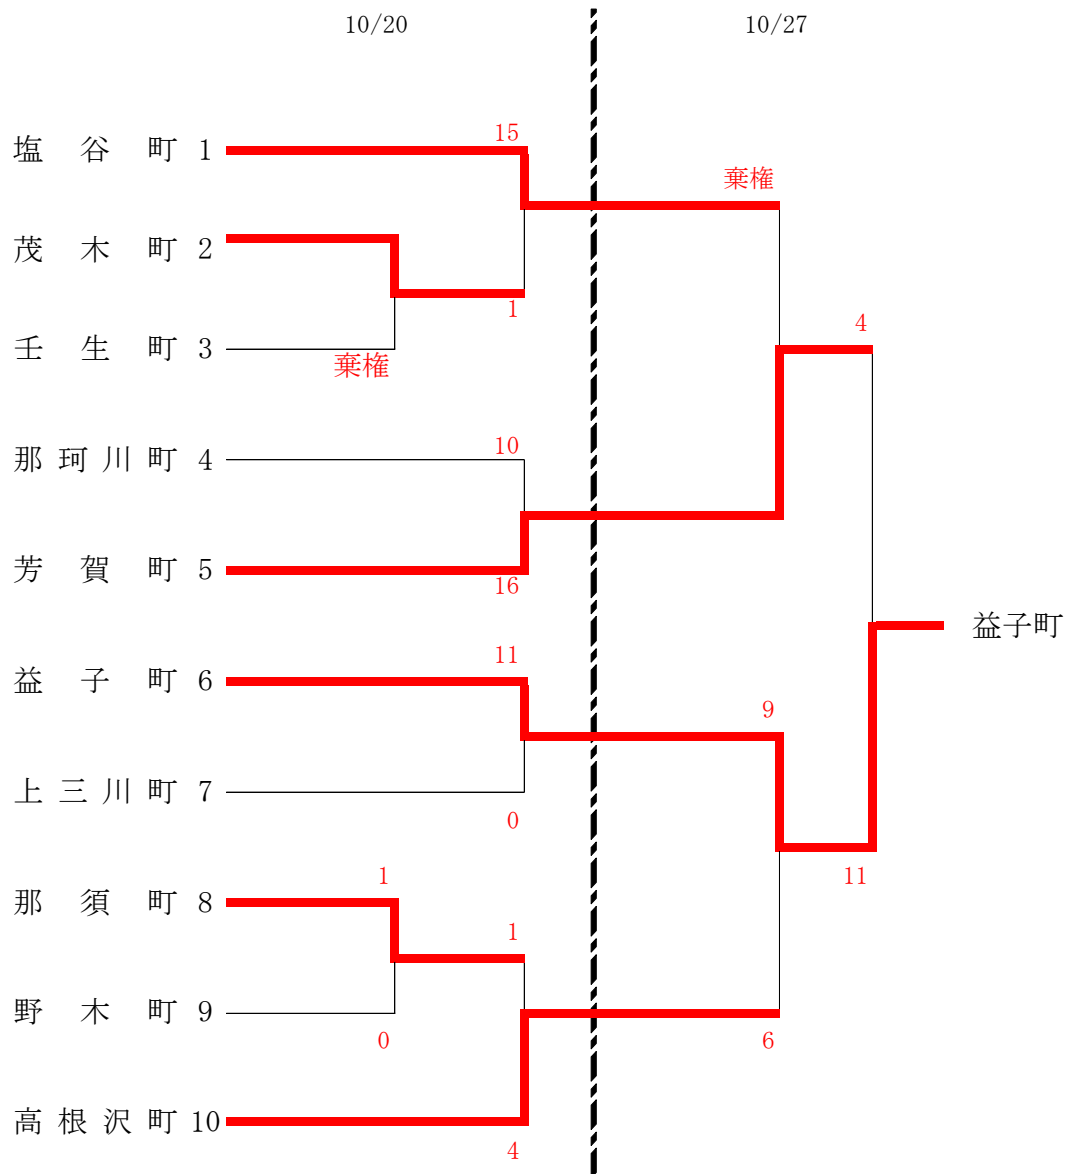 10/20 10/27
15
塩谷町 1
棄権
茂木町 2
1
4
壬生町 3
棄権
那珂川町 4
10
芳賀町 5
16
益子町
11
益子町 6
9
上三川町 7
0
1
11
那須町 8
1
野木町 9
0
6
高根沢町 10
4